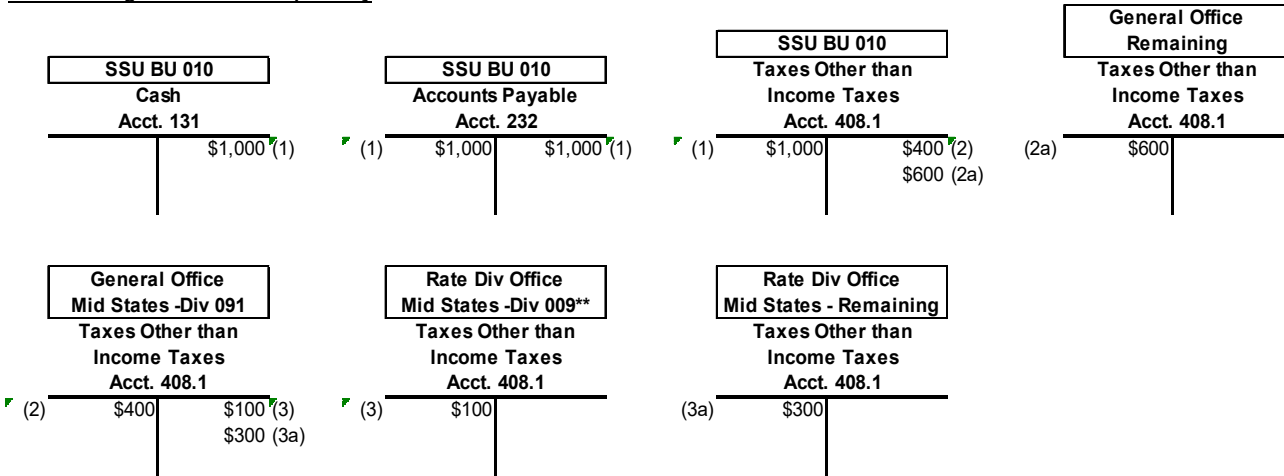 General Office
Remaining
Taxes Other than
Income Taxes
Acct. 408.1
SSU BU 010
Cash
Acct. 131
SSU BU 010
Accounts Payable
Acct. 232
SSU BU 010
Taxes Other than
Income Taxes
Acct. 408.1
$1,000 (1)
(1) $1,000 $1,000 (1)
(1) $1,000 $400 (2)
$600 (2a)
(2a) $600
General Office
Mid States -Div 091
Taxes Other than
Income Taxes
Acct. 408.1
(2) $400 $100 (3)
$300 (3a)
Rate Div Office
Mid States -Div 009**
Taxes Other than
Income Taxes
Acct. 408.1
(3) $100
Rate Div Office
Mid States - Remaining
Taxes Other than
Income Taxes
Acct. 408.1
(3a) $300